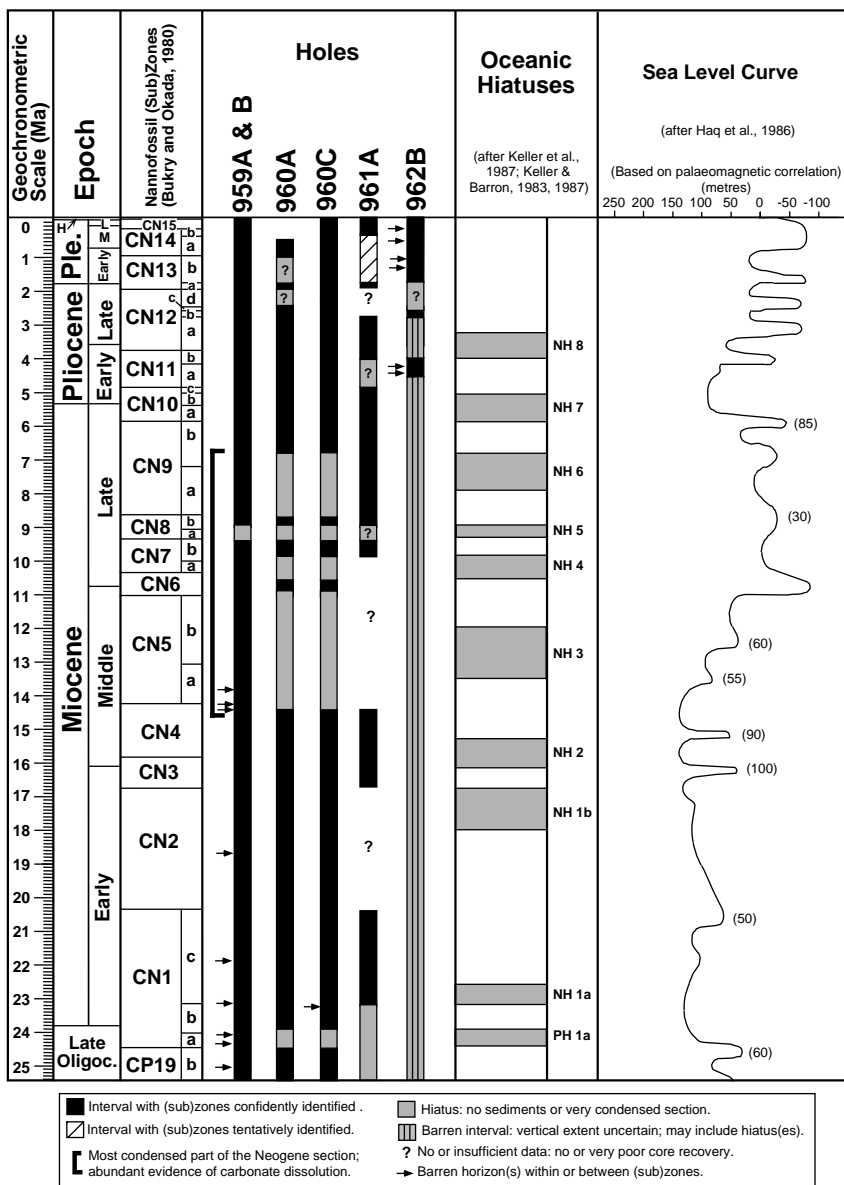 Geochronometric
Scale (Ma)
Epoch
Nannofossil (Sub)Zones
(Bukry and Okada, 1980)
Holes
959A & B
960A
960C
961A
962B
Oceanic
Hiatuses
(after Keller et al.,
1987; Keller &
Barron, 1983, 1987)
Sea Level Curve
(after Haq et al., 1986)
(Based on palaeomagnetic correlation)
(metres)
250 200 150 100 50 0 -50 -100
0
1
2
3
4
5
6
7
8
9
10
11
12
13
14
15
16
17
18
19
20
21
22
23
24
25
Ple.
H
L
M
Early
Pliocene
Late
Early
Miocene
Late
Middle
Early
Late
Oligoc.
CN15
CN14
b
a
CN13
b
a
CN12
d
c
b
a
CN11
b
a
CN10
c
b
a
CN9
b
a
CN8
b
a
CN7
b
a
CN6
CN5
b
a
CN4
CN3
CN2
CN1
c
b
a
CP19
b
?
?
?
?
?
?
?
?
NH 8
NH 7
NH 6
NH 5
NH 4
NH 3
NH 2
NH 1b
NH 1a
PH 1a
(85)
(30)
(60)
(55)
(90)
(100)
(50)
(60)
Interval with (sub)zones confidently identified .
Interval with (sub)zones tentatively identified.
Most condensed part of the Neogene section;
abundant evidence of carbonate dissolution.
Hiatus: no sediments or very condensed section.
Barren interval: vertical extent uncertain; may include hiatus(es).
? No or insufficient data: no or very poor core recovery.
Barren horizon(s) within or between (sub)zones.